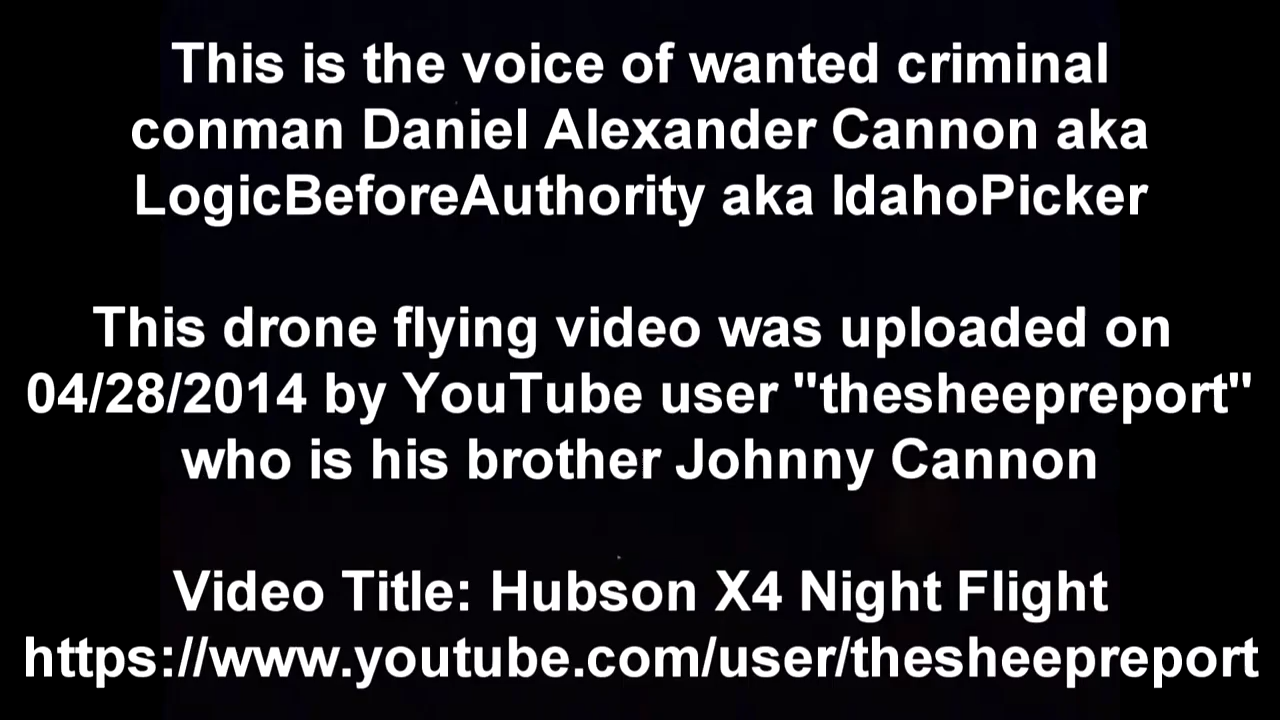 This is the voice of wanted criminal
conman Daniel Alexander Cannon aka
LogicBeforeAuthority aka IdahoPicker
This drone flying video was uploaded on
04/28/2014 by YouTube user "thesheepreport"
who is his brother Johnny Cannon
Video Title: Hubson X4 Night Flight
https://www.youtube.com/user/thesheepreport